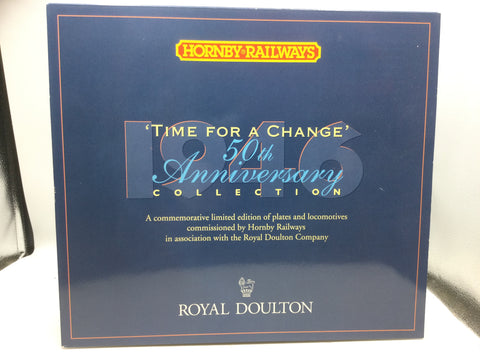 HORNBY RAILWAYS
1946
'TIME FOR A CHANGE'
50th
Anniversary
COLLECTION
A commemorative limited edition of plates and locomotives
commissioned by Hornby Railways
in association with the Royal Doulton Company
ROYAL DOULTON